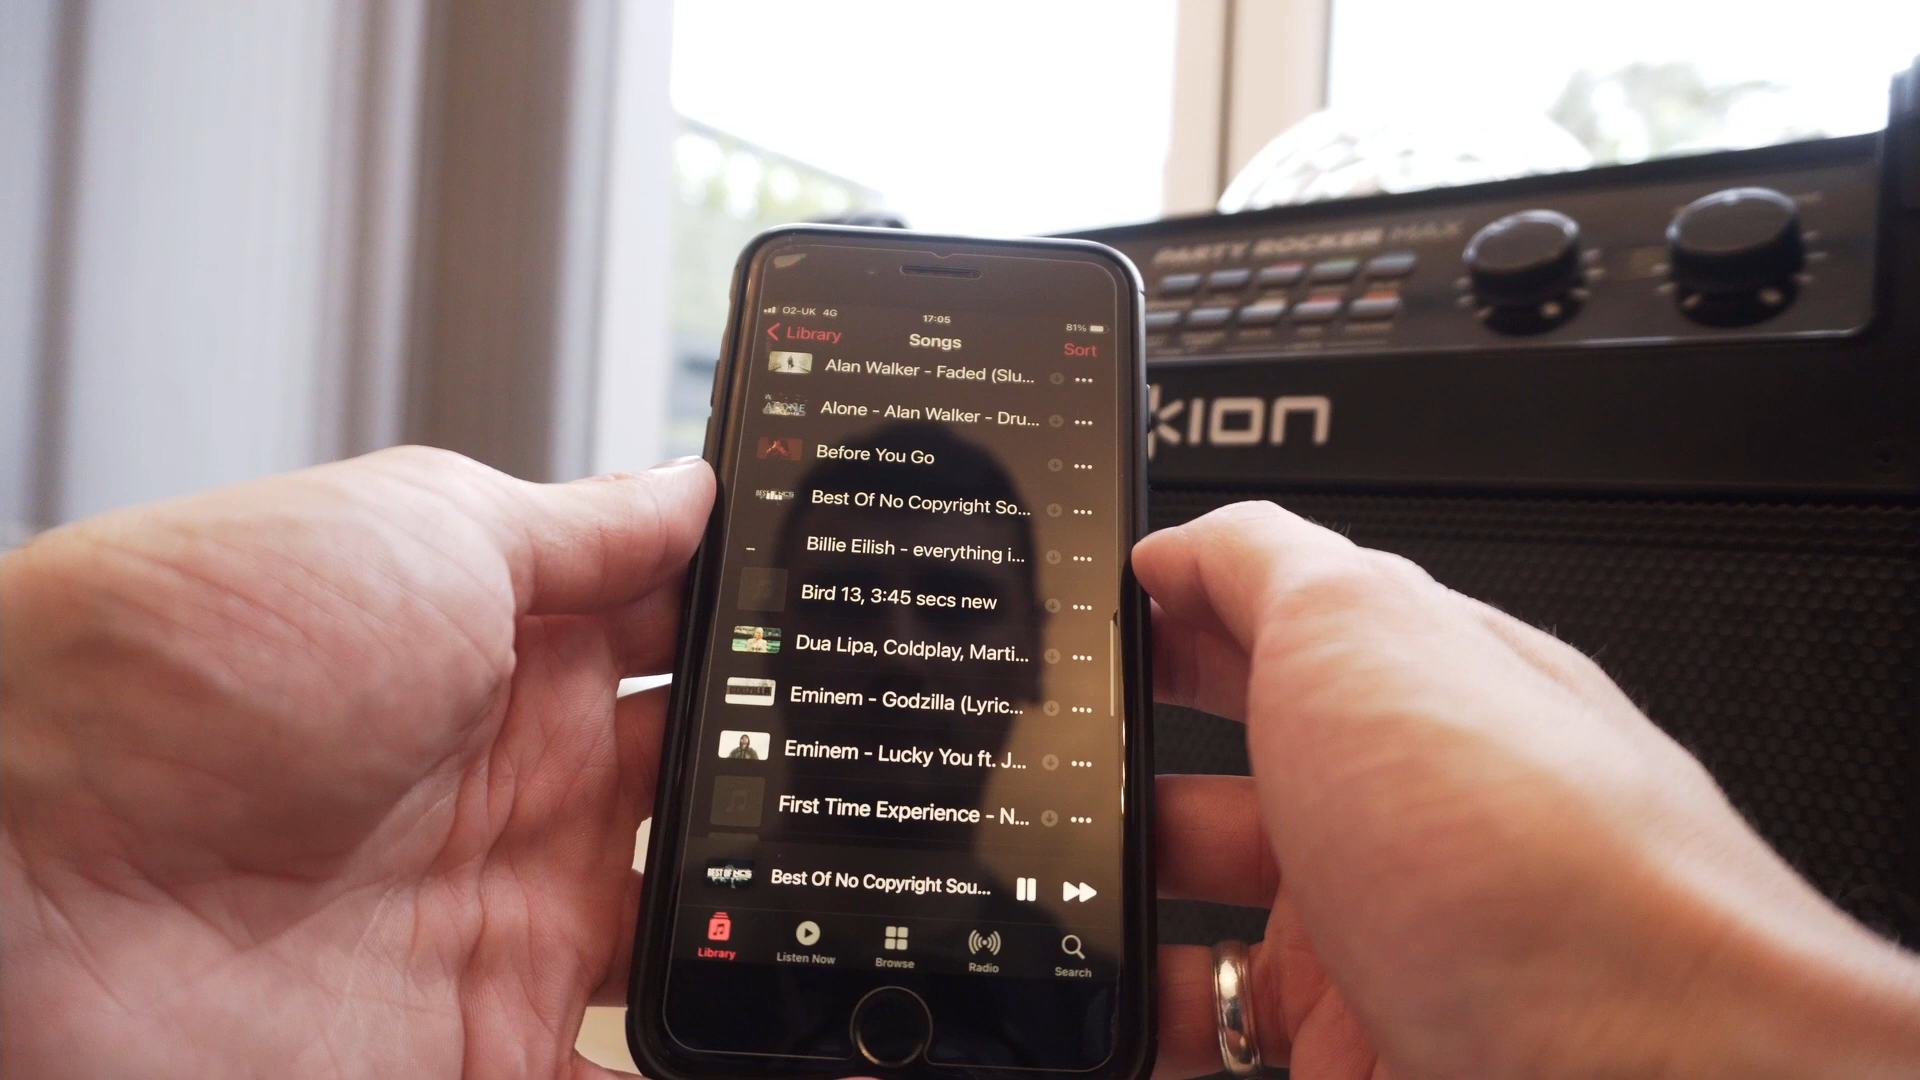 O2-UK 4G
17:05
81%
Library
Songs
Sort
Alan Walker - Faded (Slu...
Alone - Alan Walker - Dru...
Before You Go
Best Of No Copyright So...
Billie Eilish - everything i...
Bird 13, 3:45 secs new
Dua Lipa, Coldplay, Marti...
Eminem - Godzilla (Lyric...
Eminem - Lucky You ft. J...
First Time Experience - N...
Best Of No Copyright Sou...
Library
Listen Now
Browse
Radio
Search
PARTY ROCKER MAX
ION